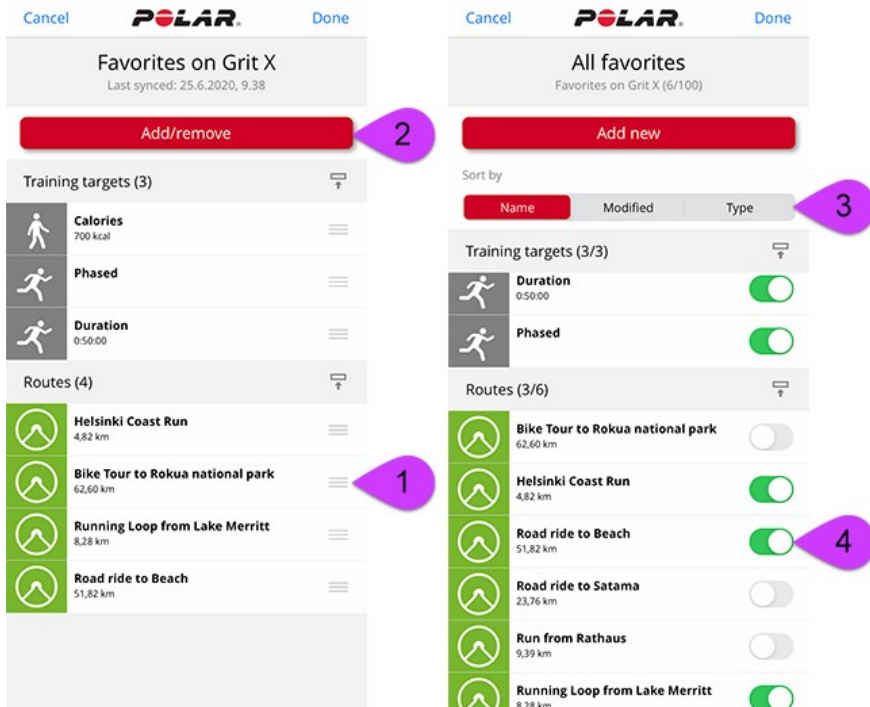 Cancel
POLAR.
Done
Favorites on Grit X
Last synced: 25.6.2020, 9.38
Add/remove
2
Training targets (3)
Calories
700 kcal
Phased
Duration
0:50:00
Routes (4)
Helsinki Coast Run
4,82 km
Bike Tour to Rokua national park
62,60 km
1
Running Loop from Lake Merritt
8,28 km
Road ride to Beach
51,82 km
Cancel
POLAR.
Done
All favorites
Favorites on Grit X (6/100)
Add new
Sort by
Name
Modified
Type
3
Training targets (3/3)
Duration
0:50:00
Phased
Routes (3/6)
Bike Tour to Rokua national park
62,60 km
Helsinki Coast Run
4,82 km
Road ride to Beach
51,82 km
4
Road ride to Satama
23,76 km
Run from Rathaus
9,39 km
Running Loop from Lake Merritt
8,28 km